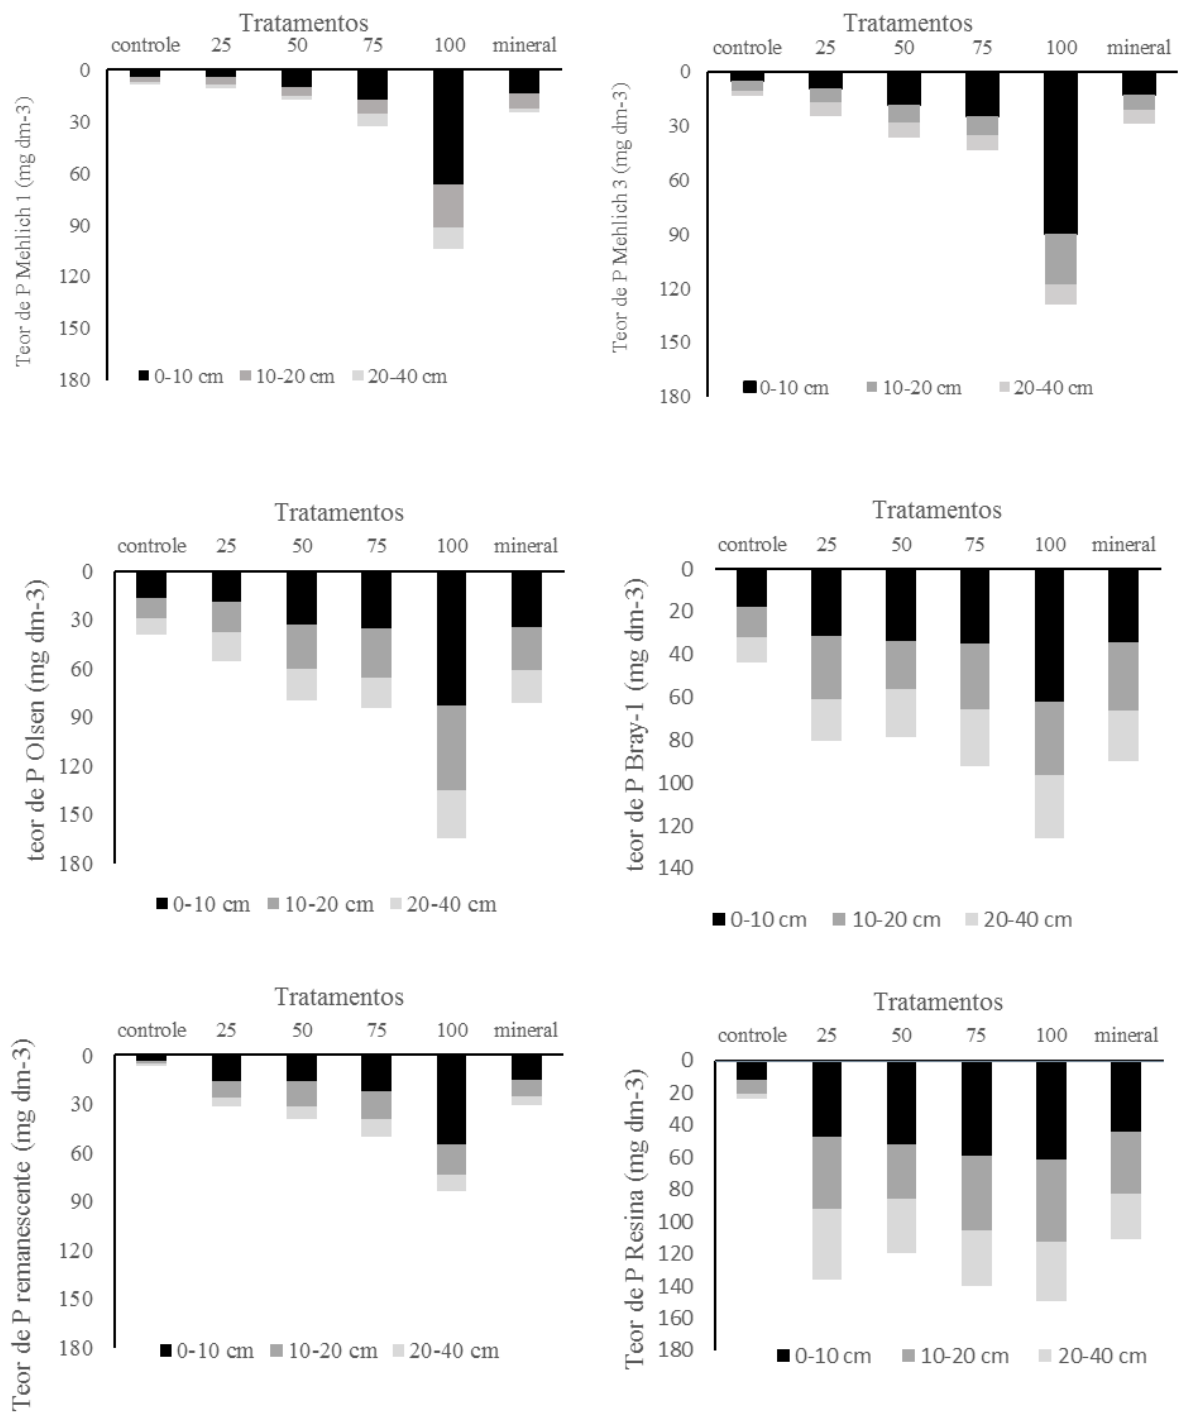 Tratamentos
controle 25 50 75 100 mineral
Teor de P Mehlich 1 (mg dm-3)
0
30
60
90
120
150
180
0-10 cm 10-20 cm 20-40 cm
Tratamentos
controle 25 50 75 100 mineral
Teor de P Mehlich 3 (mg dm-3)
0
30
60
90
120
150
180
0-10 cm 10-20 cm 20-40 cm
Tratamentos
controle 25 50 75 100 mineral
teor de P Olsen (mg dm-3)
0
30
60
90
120
150
180
0-10 cm 10-20 cm 20-40 cm
Tratamentos
controle 25 50 75 100 mineral
teor de P Bray-1 (mg dm-3)
0
20
40
60
80
100
120
140
0-10 cm 10-20 cm 20-40 cm
Tratamentos
controle 25 50 75 100 mineral
Teor de P remanescente (mg dm-3)
0
30
60
90
120
150
180
0-10 cm 10-20 cm 20-40 cm
Tratamentos
controle 25 50 75 100 mineral
Teor de P Resina (mg dm-3)
0
20
40
60
80
100
120
140
160
180
0-10 cm 10-20 cm 20-40 cm